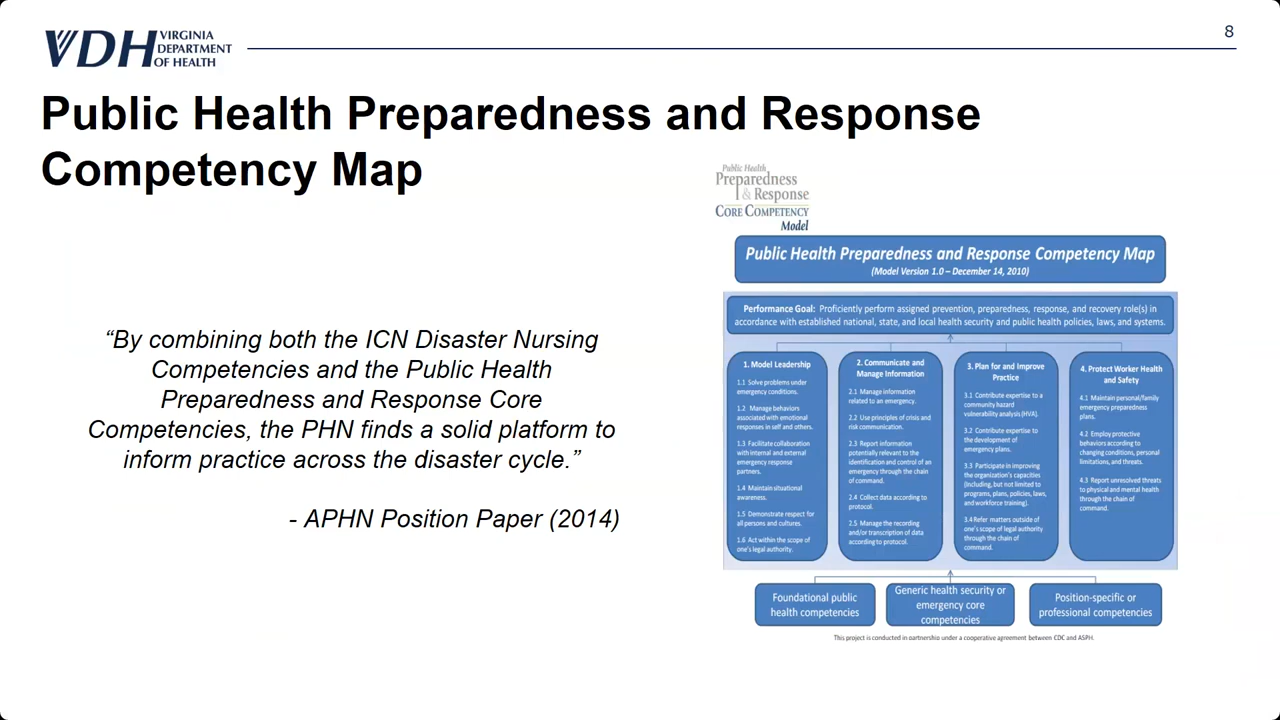 VDH VIRGINIA
DEPARTMENT
OF HEALTH
8
Public Health Preparedness and Response
Competency Map
“By combining both the ICN Disaster Nursing
Competencies and the Public Health
Preparedness and Response Core
Competencies, the PHN finds a solid platform to
inform practice across the disaster cycle.”
- APHN Position Paper (2014)
Public Health
Preparedness
& Response
CORE COMPETENCY
Model
Public Health Preparedness and Response Competency Map
(Model Version 1.0 – December 14, 2010)
Performance Goal: Proficiently perform assigned prevention, preparedness, response, and recovery role(s) in
accordance with established national, state, and local health security and public health policies, laws, and systems.
1. Model Leadership
1.1 Solve problems under
emergency conditions.
1.2 Manage behaviors
associated with emotional
responses in self and others.
1.3 Facilitate collaboration
with internal and external
emergency response
partners.
1.4 Maintain situational
awareness.
1.5 Demonstrate respect for
all persons and cultures.
1.6 Act within the scope of
one's legal authority.
2. Communicate and
Manage Information
2.1 Manage information
related to an emergency.
2.2 Use principles of crisis and
risk communication.
2.3 Report information
potentially relevant to the
identification and control of an
emergency through the chain
of command.
2.4 Collect data according to
protocol.
2.5 Manage the recording
and/or transcription of data
according to protocol.
3. Plan for and Improve
Practice
3.1 Contribute expertise to a
community hazard
vulnerability analysis (HVA).
3.2 Contribute expertise to
the development of
emergency plans.
3.3 Participate in improving
the organization's capacities
(including, but not limited to
programs, plans, policies, laws,
and workforce training).
3.4 Refer matters outside of
one's scope of legal authority
through the chain of
command.
4. Protect Worker Health
and Safety
4.1 Maintain personal/family
emergency preparedness
plans.
4.2 Employ protective
behaviors according to
changing conditions, personal
limitations, and threats.
4.3 Report unresolved threats
to physical and mental health
through the chain of
command.
Foundational public
health competencies
Generic health security or
emergency core
competencies
Position-specific or
professional competencies
This project is conducted in partnership under a cooperative agreement between CDC and ASPH.